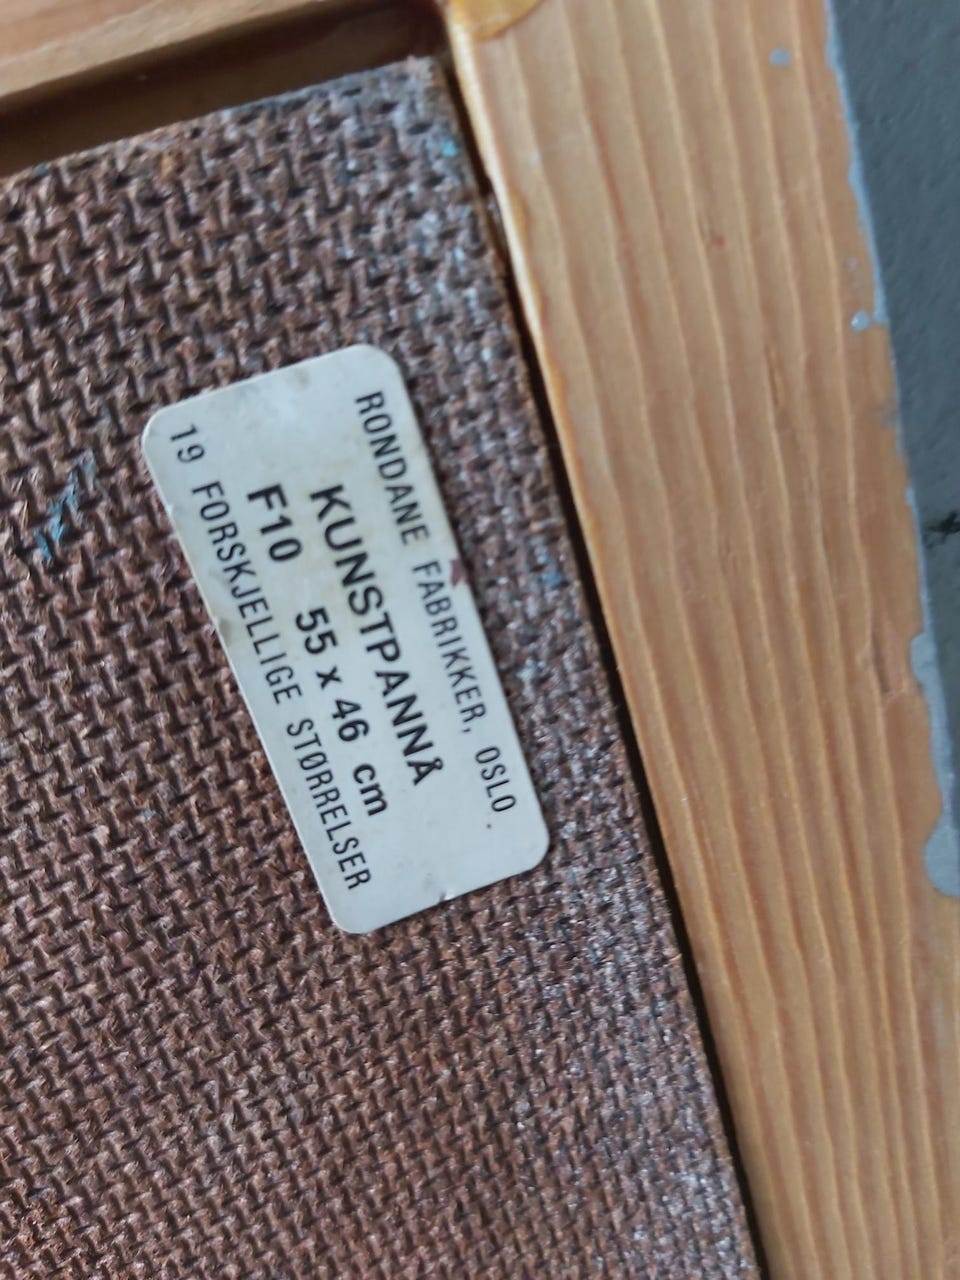 RONDANE FABRIKKER, OSLO
KUNSTPANNÅ
F10 55 x 46 cm
19 FORSKJELLIGE STØRRELSER